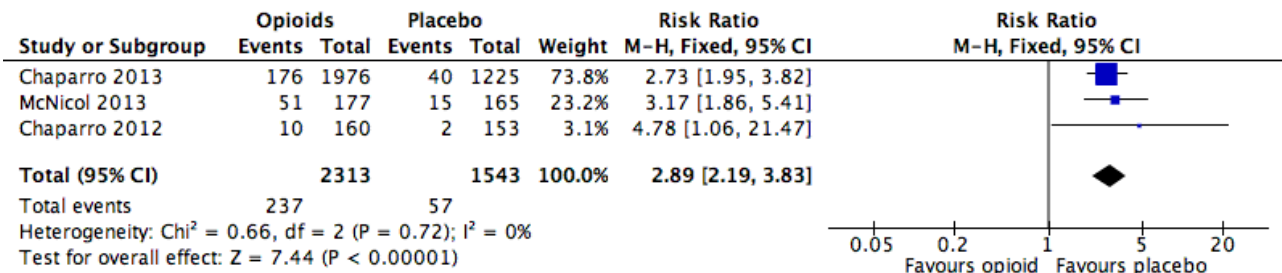 Opioids Placebo Risk Ratio Risk Ratio
Study or Subgroup Events Total Events Total Weight M-H, Fixed, 95% CI M-H, Fixed, 95% CI
Chaparro 2013 176 1976 40 1225 73.8% 2.73 [1.95, 3.82]
McNicol 2013 51 177 15 165 23.2% 3.17 [1.86, 5.41]
Chaparro 2012 10 160 2 153 3.1% 4.78 [1.06, 21.47]
Total (95% CI) 2313 1543 100.0% 2.89 [2.19, 3.83]
Total events 237 57
Heterogeneity: Chi² = 0.66, df = 2 (P = 0.72); I² = 0%
Test for overall effect: Z = 7.44 (P < 0.00001)
0.05 0.2 1 5 20
Favours opioid Favours placebo